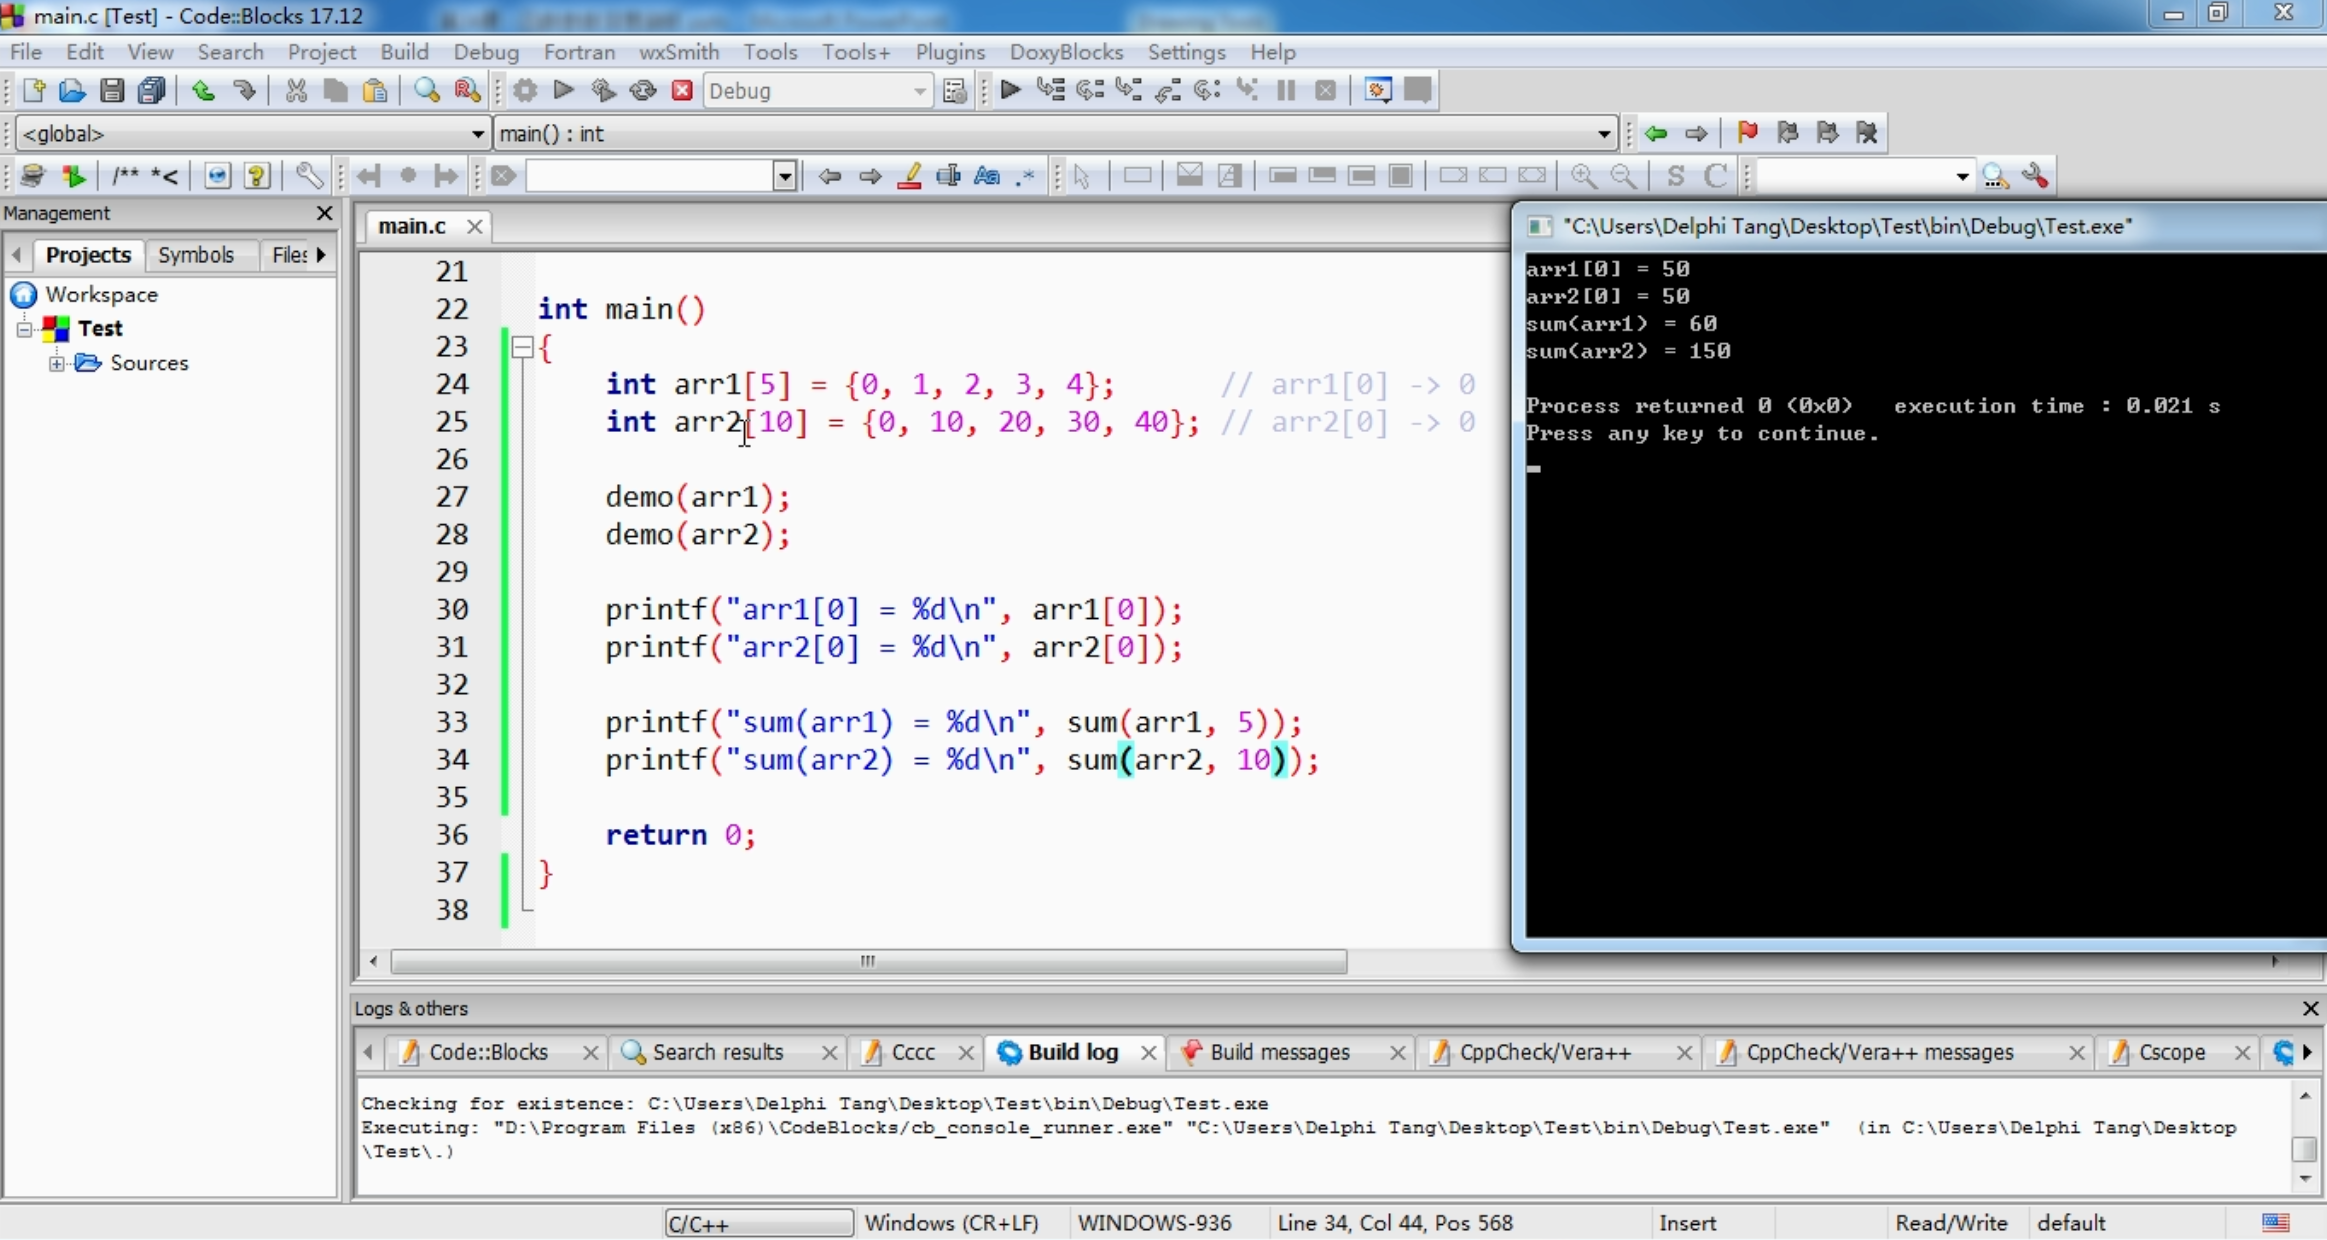 main.c [Test] - Code::Blocks 17.12
File Edit View Search Project Build Debug Fortran wxSmith Tools Tools+ Plugins DoxyBlocks Settings Help
Debug
<global> main() : int
/** *< S C
Management
Projects Symbols Files
Workspace
Test
Sources
main.c
21
22 int main()
23 {
24 int arr1[5] = {0, 1, 2, 3, 4}; // arr1[0] -> 0
25 int arr2[10] = {0, 10, 20, 30, 40}; // arr2[0] -> 0
26
27 demo(arr1);
28 demo(arr2);
29
30 printf("arr1[0] = %d\n", arr1[0]);
31 printf("arr2[0] = %d\n", arr2[0]);
32
33 printf("sum(arr1) = %d\n", sum(arr1, 5));
34 printf("sum(arr2) = %d\n", sum(arr2, 10));
35
36 return 0;
37 }
38
"C:\Users\Delphi Tang\Desktop\Test\bin\Debug\Test.exe"
arr1[0] = 50
arr2[0] = 50
sum(arr1) = 60
sum(arr2) = 150
Process returned 0 (0x0) execution time : 0.021 s
Press any key to continue.
Logs & others
Code::Blocks Search results Cccc Build log Build messages CppCheck/Vera++ CppCheck/Vera++ messages Cscope
Checking for existence: C:\Users\Delphi Tang\Desktop\Test\bin\Debug\Test.exe
Executing: "D:\Program Files (x86)\CodeBlocks/cb_console_runner.exe" "C:\Users\Delphi Tang\Desktop\Test\bin\Debug\Test.exe" (in C:\Users\Delphi Tang\Desktop
\Test\.)
C/C++ Windows (CR+LF) WINDOWS-936 Line 34, Col 44, Pos 568 Insert Read/Write default